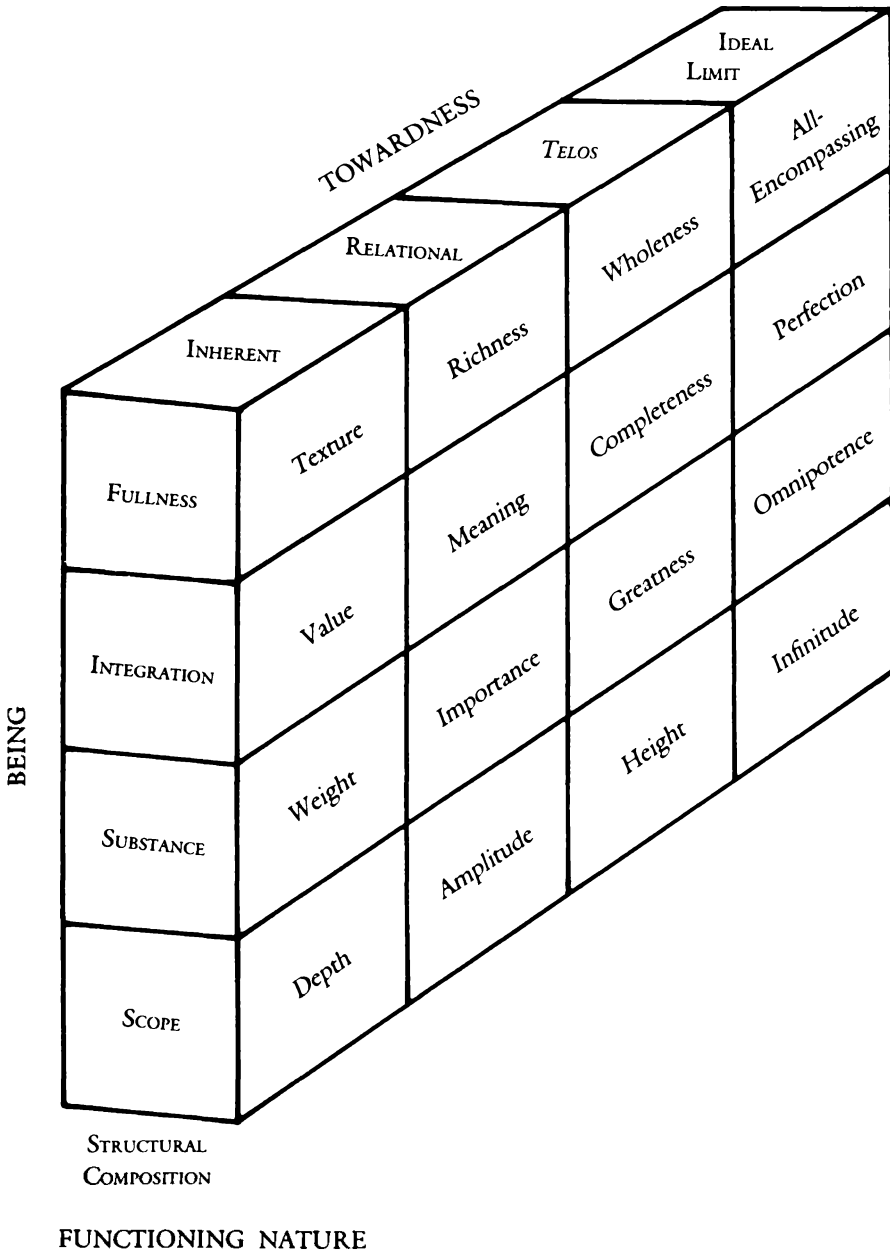 IDEAL
LIMIT
TOWARDNESS
TELOS
RELATIONAL
INHERENT
All-
Encompassing
Wholeness
Richness
Texture
FULLNESS
Perfection
Completeness
Meaning
Value
INTEGRATION
Omnipotence
Greatness
Importance
Weight
SUBSTANCE
Infinitude
Height
Amplitude
Depth
SCOPE
BEING
STRUCTURAL
COMPOSITION
FUNCTIONING NATURE